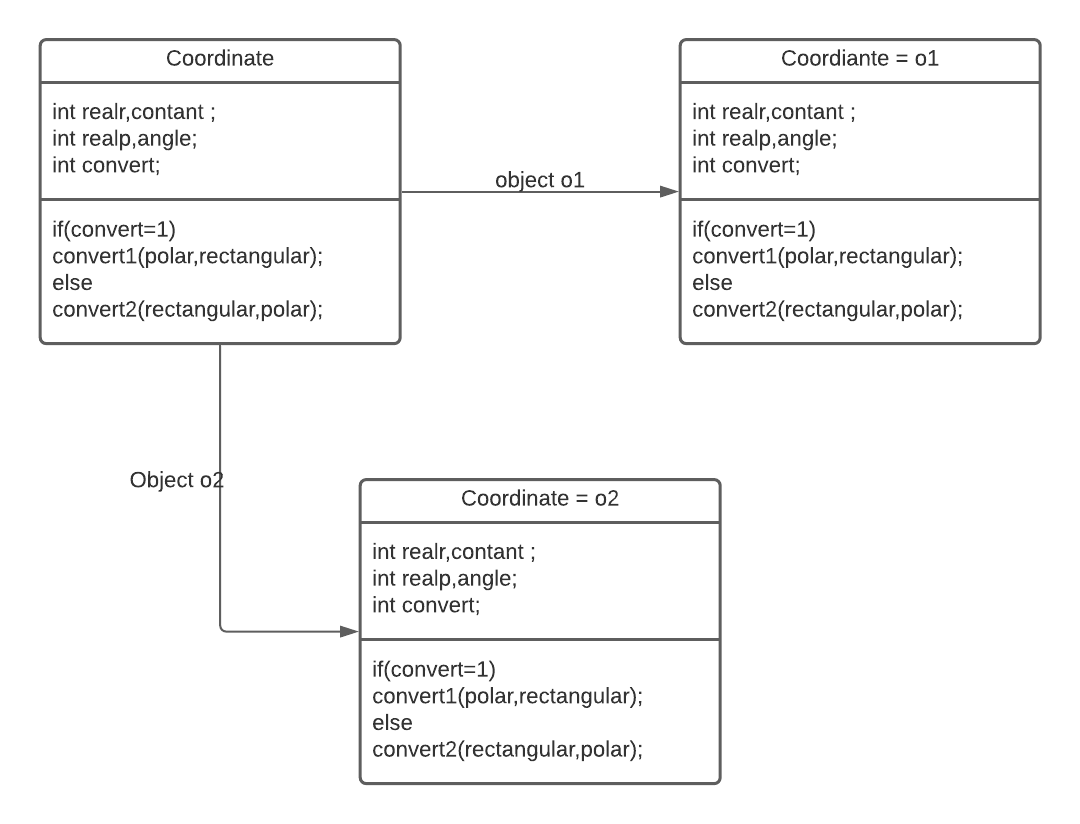 Coordinate
int realr,contant ;
int realp,angle;
int convert;
if(convert=1)
convert1(polar,rectangular);
else
convert2(rectangular,polar);
object o1
Coordiante = o1
int realr,contant ;
int realp,angle;
int convert;
if(convert=1)
convert1(polar,rectangular);
else
convert2(rectangular,polar);
Object o2
Coordinate = o2
int realr,contant ;
int realp,angle;
int convert;
if(convert=1)
convert1(polar,rectangular);
else
convert2(rectangular,polar);